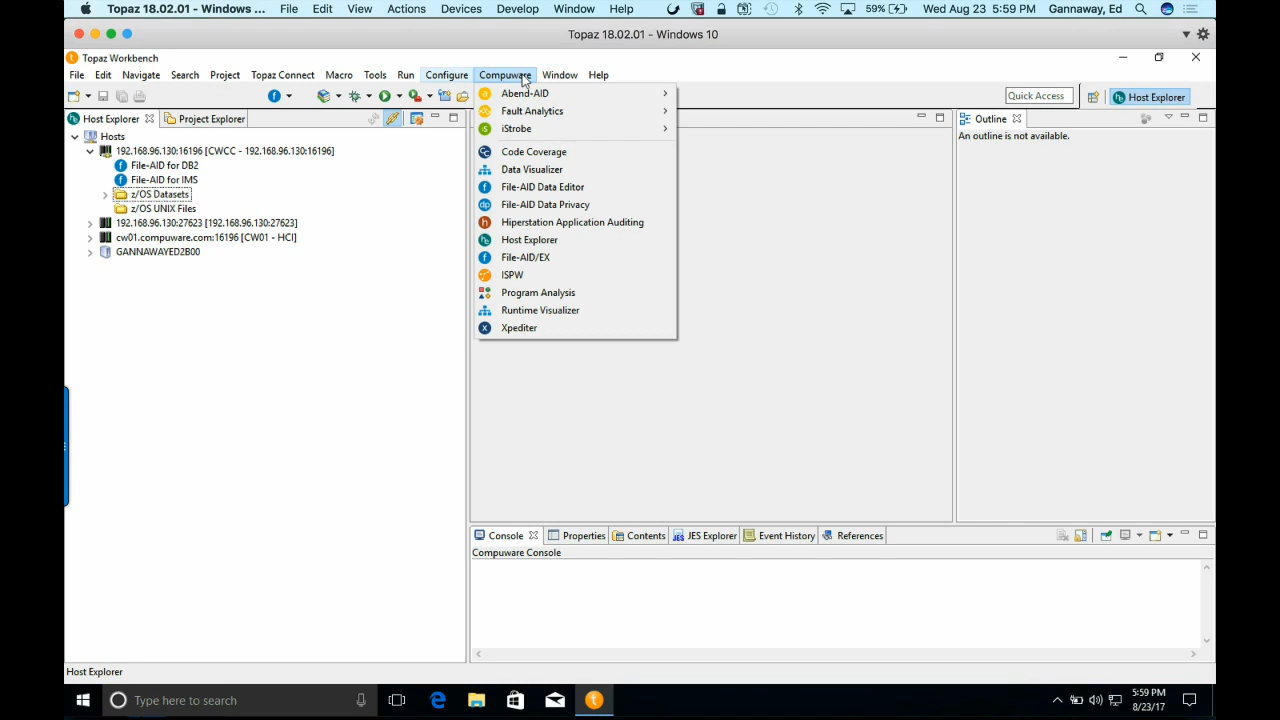 Topaz 18.02.01 - Windows ... File Edit View Actions Devices Develop Window Help 59% Wed Aug 23 5:59 PM Gannaway, Ed
Topaz 18.02.01 - Windows 10
Topaz Workbench
File Edit Navigate Search Project Topaz Connect Macro Tools Run Configure Compuware Window Help
Quick Access Host Explorer
Host Explorer Project Explorer
Outline
An outline is not available.
Hosts
192.168.96.130:16196 [CWCC - 192.168.96.130:16196]
File-AID for DB2
File-AID for IMS
z/OS Datasets
z/OS UNIX Files
192.168.96.130:27623 [192.168.96.130:27623]
cw01.compuware.com:16196 [CW01 - HCI]
GANNAWAYED2B00
Abend-AID
Fault Analytics
iStrobe
Code Coverage
Data Visualizer
File-AID Data Editor
File-AID Data Privacy
Hiperstation Application Auditing
Host Explorer
File-AID/EX
ISPW
Program Analysis
Runtime Visualizer
Xpediter
Console Properties Contents JES Explorer Event History References
Compuware Console
Host Explorer
Type here to search
5:59 PM
8/23/17